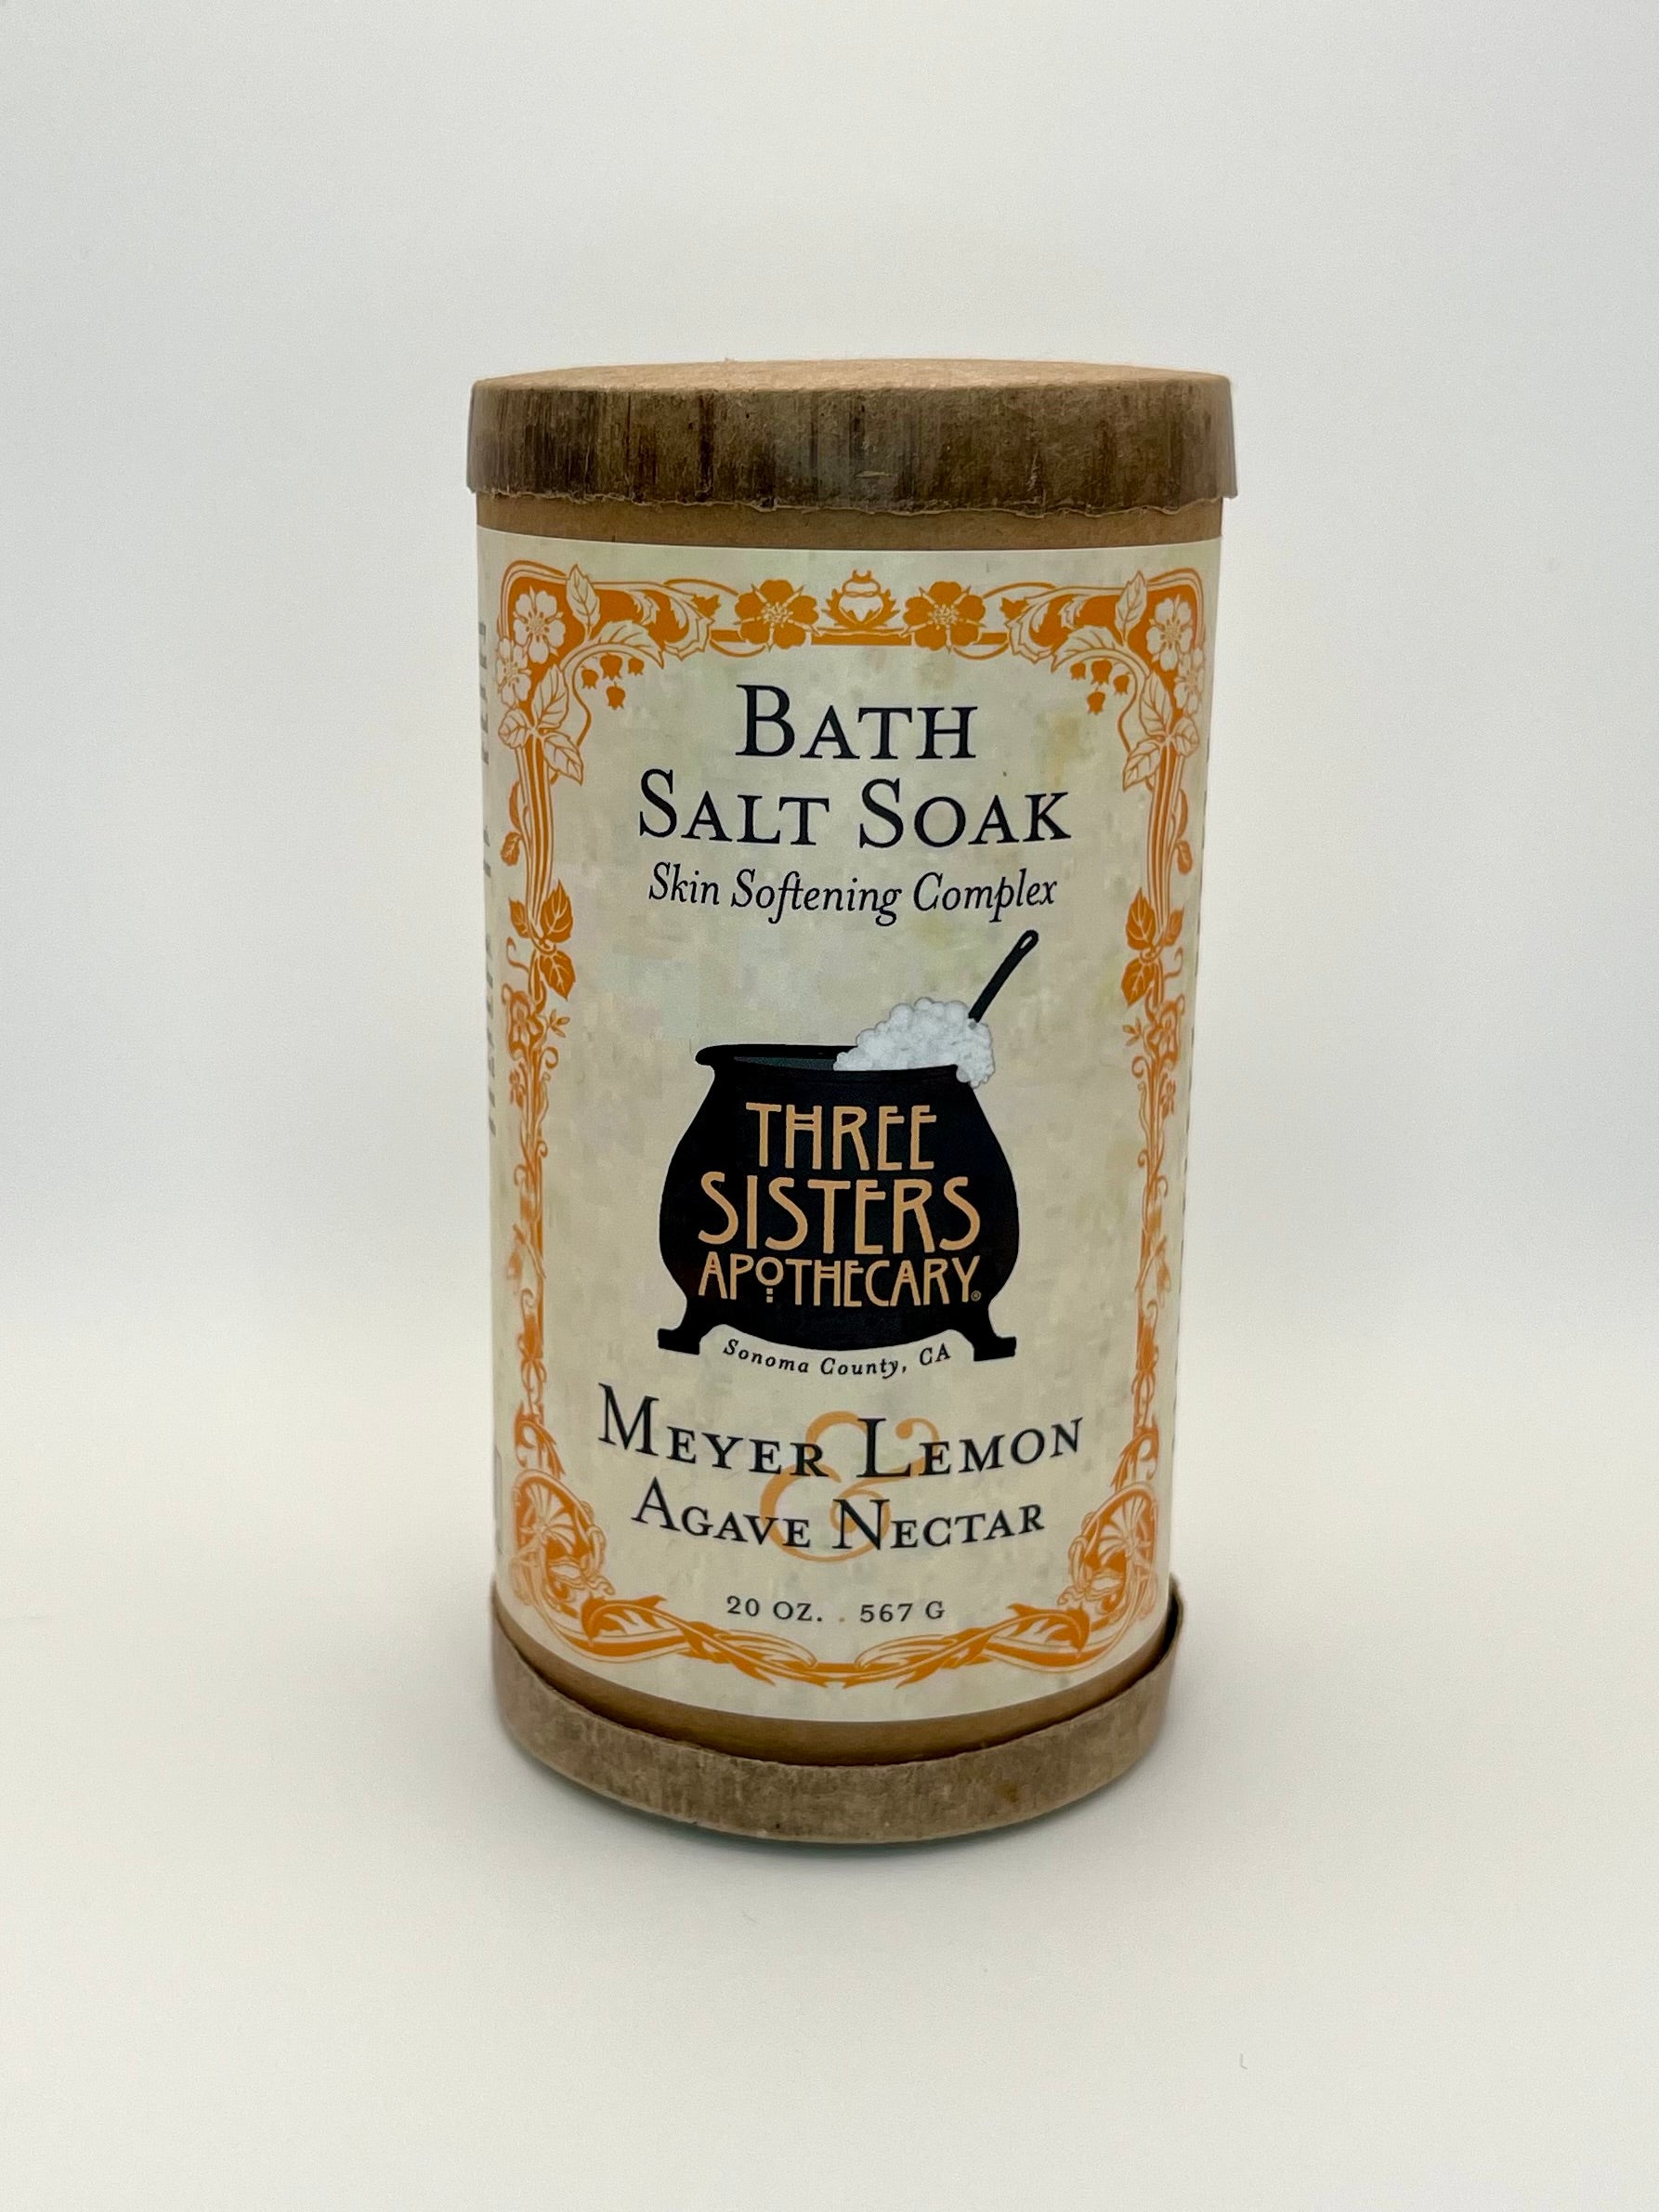 BATH
SALT SOAK
Skin Softening Complex
THREE
SISTERS
APOTHECARY®
Sonoma County, CA
MEYER LEMON
&
AGAVE NECTAR
20 OZ. . 567 G